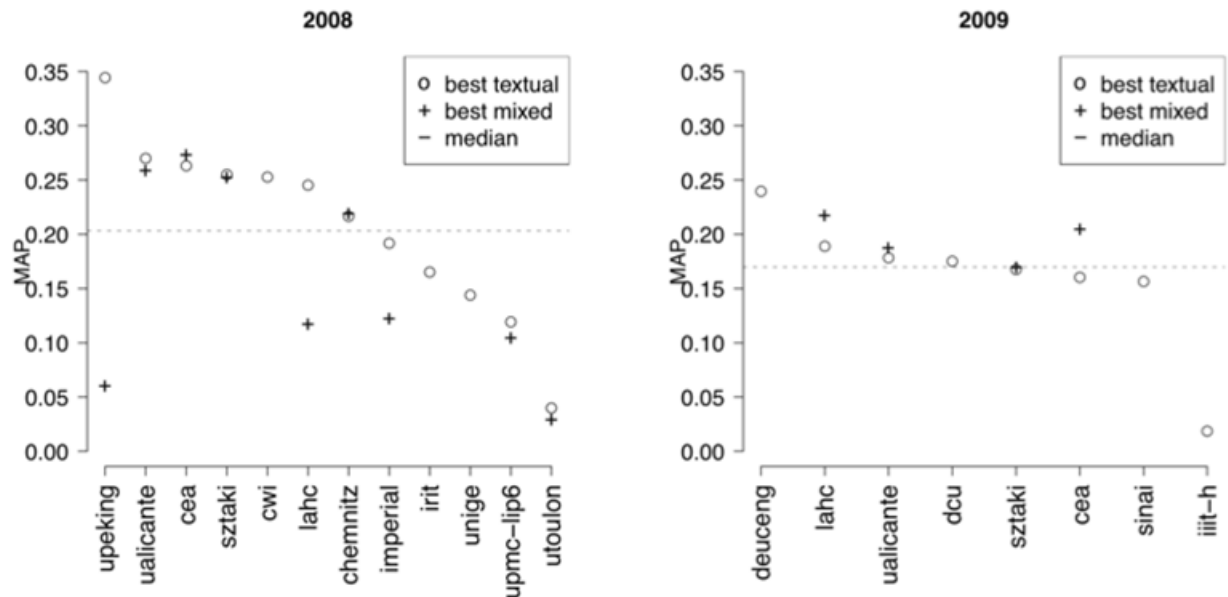 2008
o best textual
+ best mixed
− median
MAP
0.35
0.30
0.25
0.20
0.15
0.10
0.05
0.00
upeking
ualicante
cea
sztaki
cwi
lahc
chemnitz
imperial
irit
unige
upmc−lip6
utoulon
2009
o best textual
+ best mixed
− median
MAP
0.35
0.30
0.25
0.20
0.15
0.10
0.05
0.00
deuceng
lahc
ualicante
dcu
sztaki
cea
sinai
iiit−h